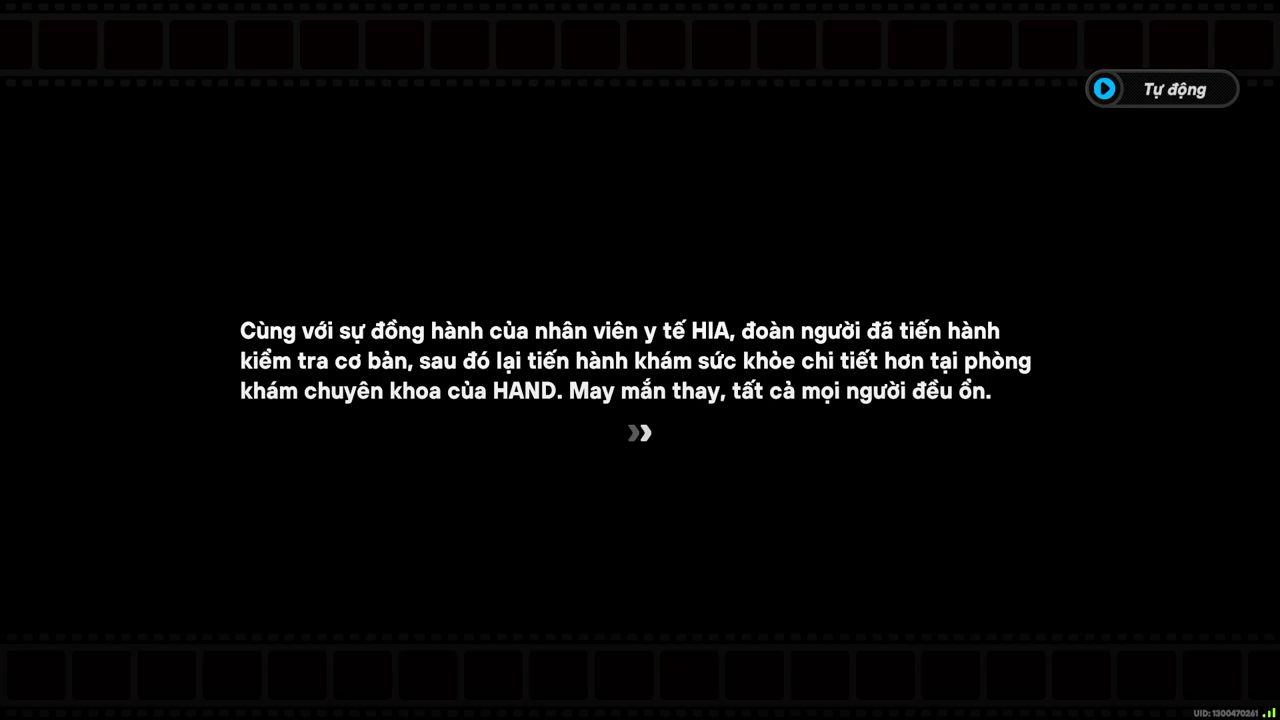 Tự động
Cùng với sự đồng hành của nhân viên y tế HIA, đoàn người đã tiến hành
kiểm tra cơ bản, sau đó lại tiến hành khám sức khỏe chi tiết hơn tại phòng
khám chuyên khoa của HAND. May mắn thay, tất cả mọi người đều ổn.
UID: 1300470261